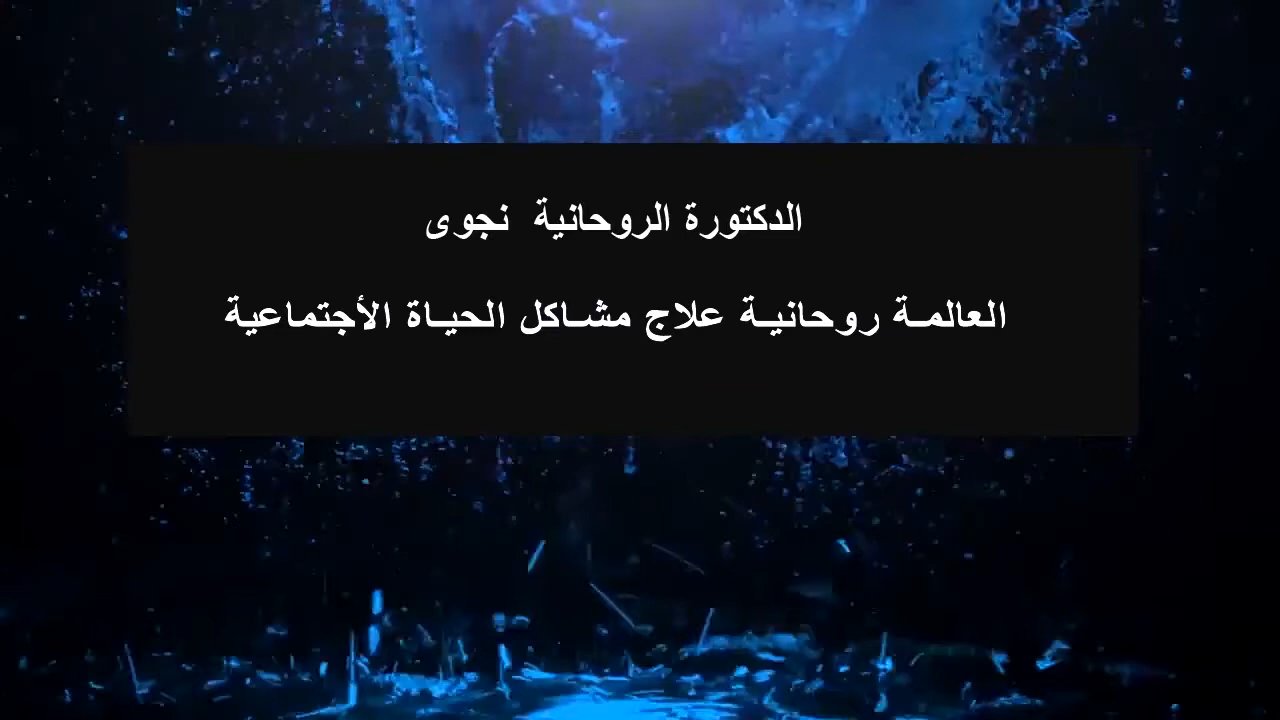 الدكتورة الروحانية نجوى
العالمـة روحانيـة علاج مشـاكل الحيـاة الأجتماعية